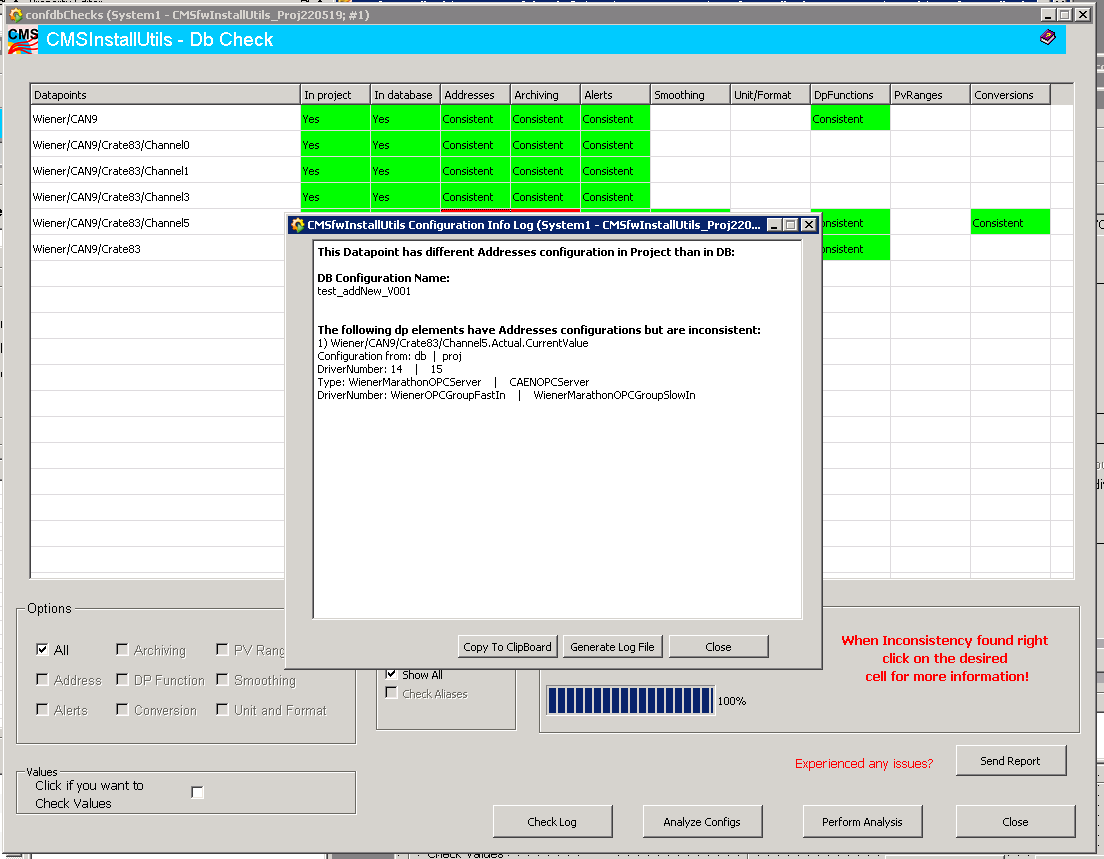 confdbChecks (System1 - CMSfwInstallUtils_Proj220519; #1)
CMS
CMSInstallUtils - Db Check
Datapoints In project In database Addresses Archiving Alerts Smoothing Unit/Format DpFunctions PvRanges Conversions
Wiener/CAN9 Yes Yes Consistent Consistent Consistent Consistent
Wiener/CAN9/Crate83/Channel0 Yes Yes Consistent Consistent Consistent
Wiener/CAN9/Crate83/Channel1 Yes Yes Consistent Consistent Consistent
Wiener/CAN9/Crate83/Channel3 Yes Yes Consistent Consistent Consistent
Wiener/CAN9/Crate83/Channel5 onsistent Consistent
Wiener/CAN9/Crate83 onsistent
CMSfwInstallUtils Configuration Info Log (System1 - CMSfwInstallUtils_Proj220...
This Datapoint has different Addresses configuration in Project than in DB:
DB Configuration Name:
test_addNew_V001
The following dp elements have Addresses configurations but are inconsistent:
1) Wiener/CAN9/Crate83/Channel5.Actual.CurrentValue
Configuration from: db | proj
DriverNumber: 14 | 15
Type: WienerMarathonOPCServer | CAENOPCServer
DriverNumber: WienerOPCGroupFastIn | WienerMarathonOPCGroupSlowIn
Copy To ClipBoard Generate Log File Close
Options
All Archiving PV Rang
Address DP Function Smoothing
Alerts Conversion Unit and Format
Show All
Check Aliases
100%
When Inconsistency found right
click on the desired
cell for more information!
Values
Click if you want to
Check Values
Experienced any issues? Send Report
Check Log Analyze Configs Perform Analysis Close
Check Values